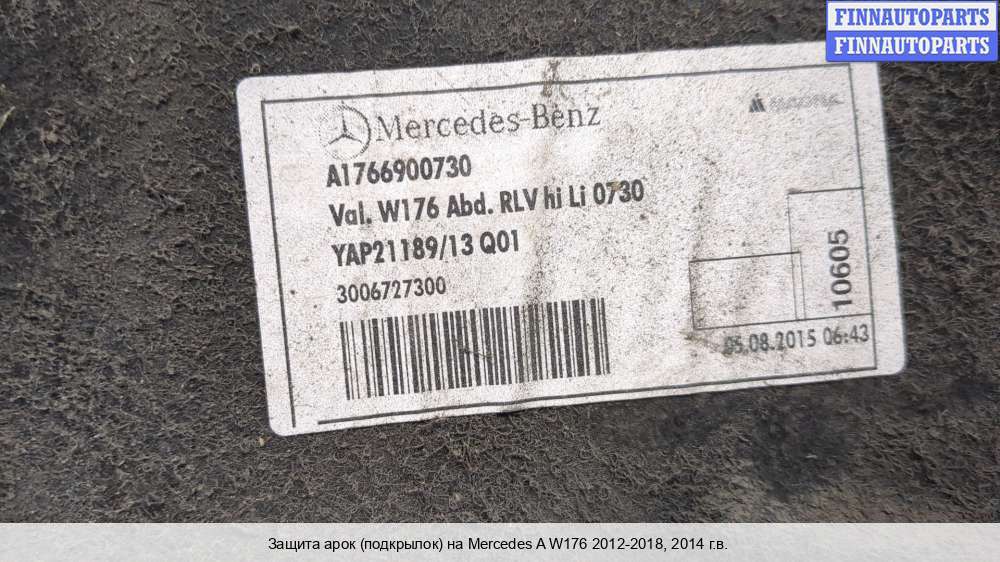 FINNAUTOPARTS
FINNAUTOPARTS
Mercedes-Benz
A1766900730
Val. W176 Abd. RLV hi Li 0730
YAP21189/13 Q01
3006727300
10605
05.08.2015 06:43
Защита арок (подкрылок) на Mercedes A W176 2012-2018, 2014 г.в.